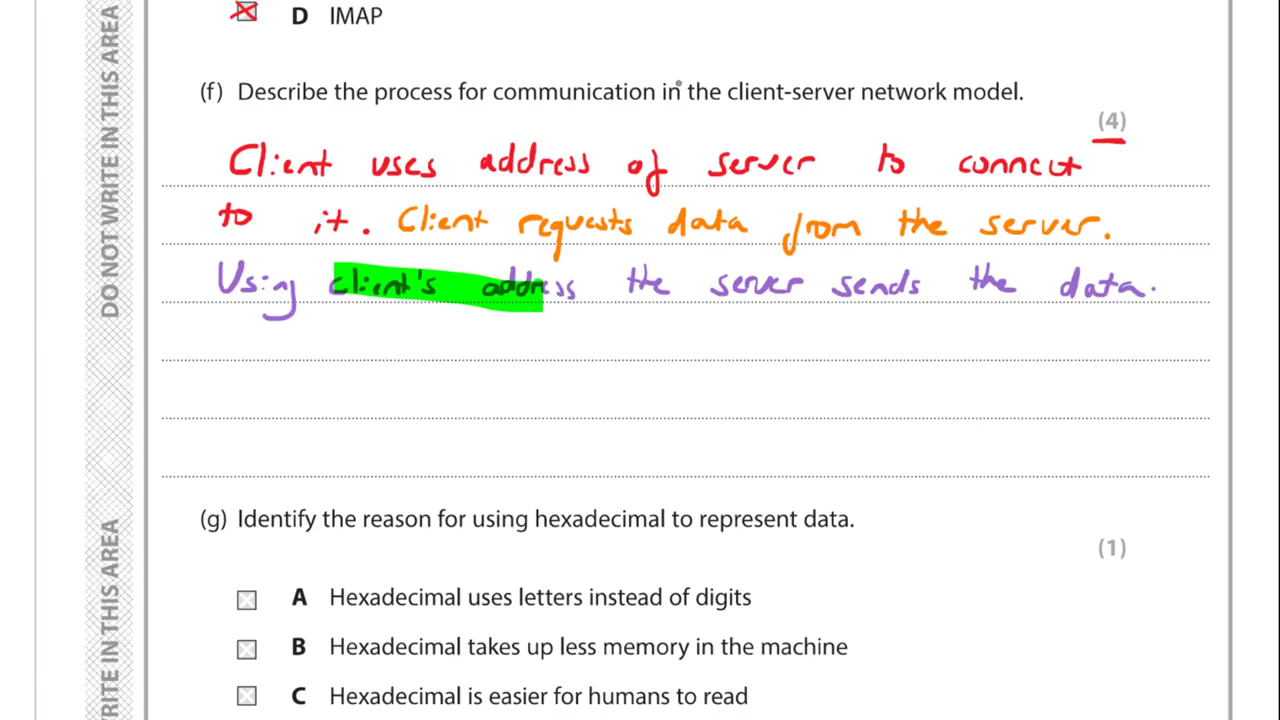 DO NOT WRITE IN THIS AREA
D IMAP
(f) Describe the process for communication in the client-server network model.
(4)
Client uses address of server to connect
to it. Client requests data from the server.
Using client's address the server sends the data.
(g) Identify the reason for using hexadecimal to represent data.
(1)
A Hexadecimal uses letters instead of digits
B Hexadecimal takes up less memory in the machine
C Hexadecimal is easier for humans to read
WRITE IN THIS AREA